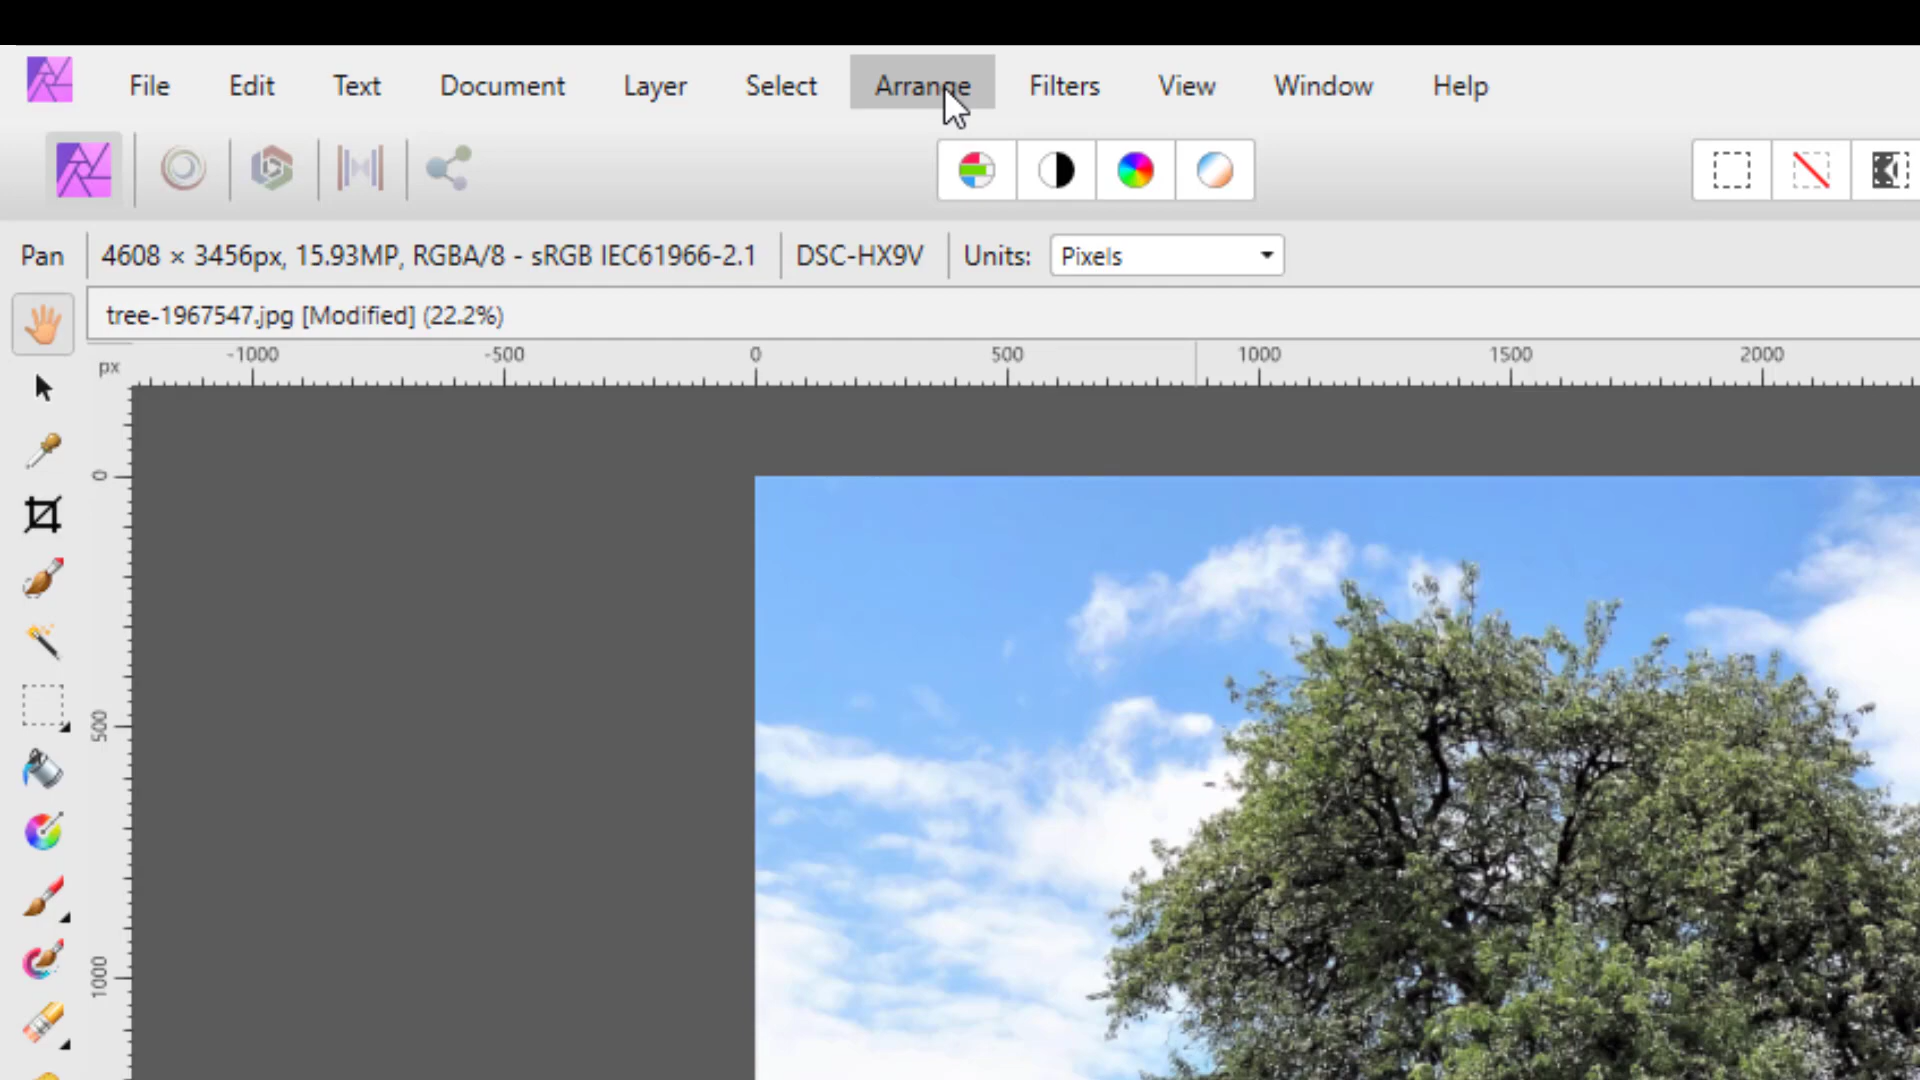 File Edit Text Document Layer Select Arrange Filters View Window Help
Pan 4608 × 3456px, 15.93MP, RGBA/8 - sRGB IEC61966-2.1 DSC-HX9V Units: Pixels
tree-1967547.jpg [Modified] (22.2%)
px -1000 -500 0 500 1000 1500 2000
0
500
1000